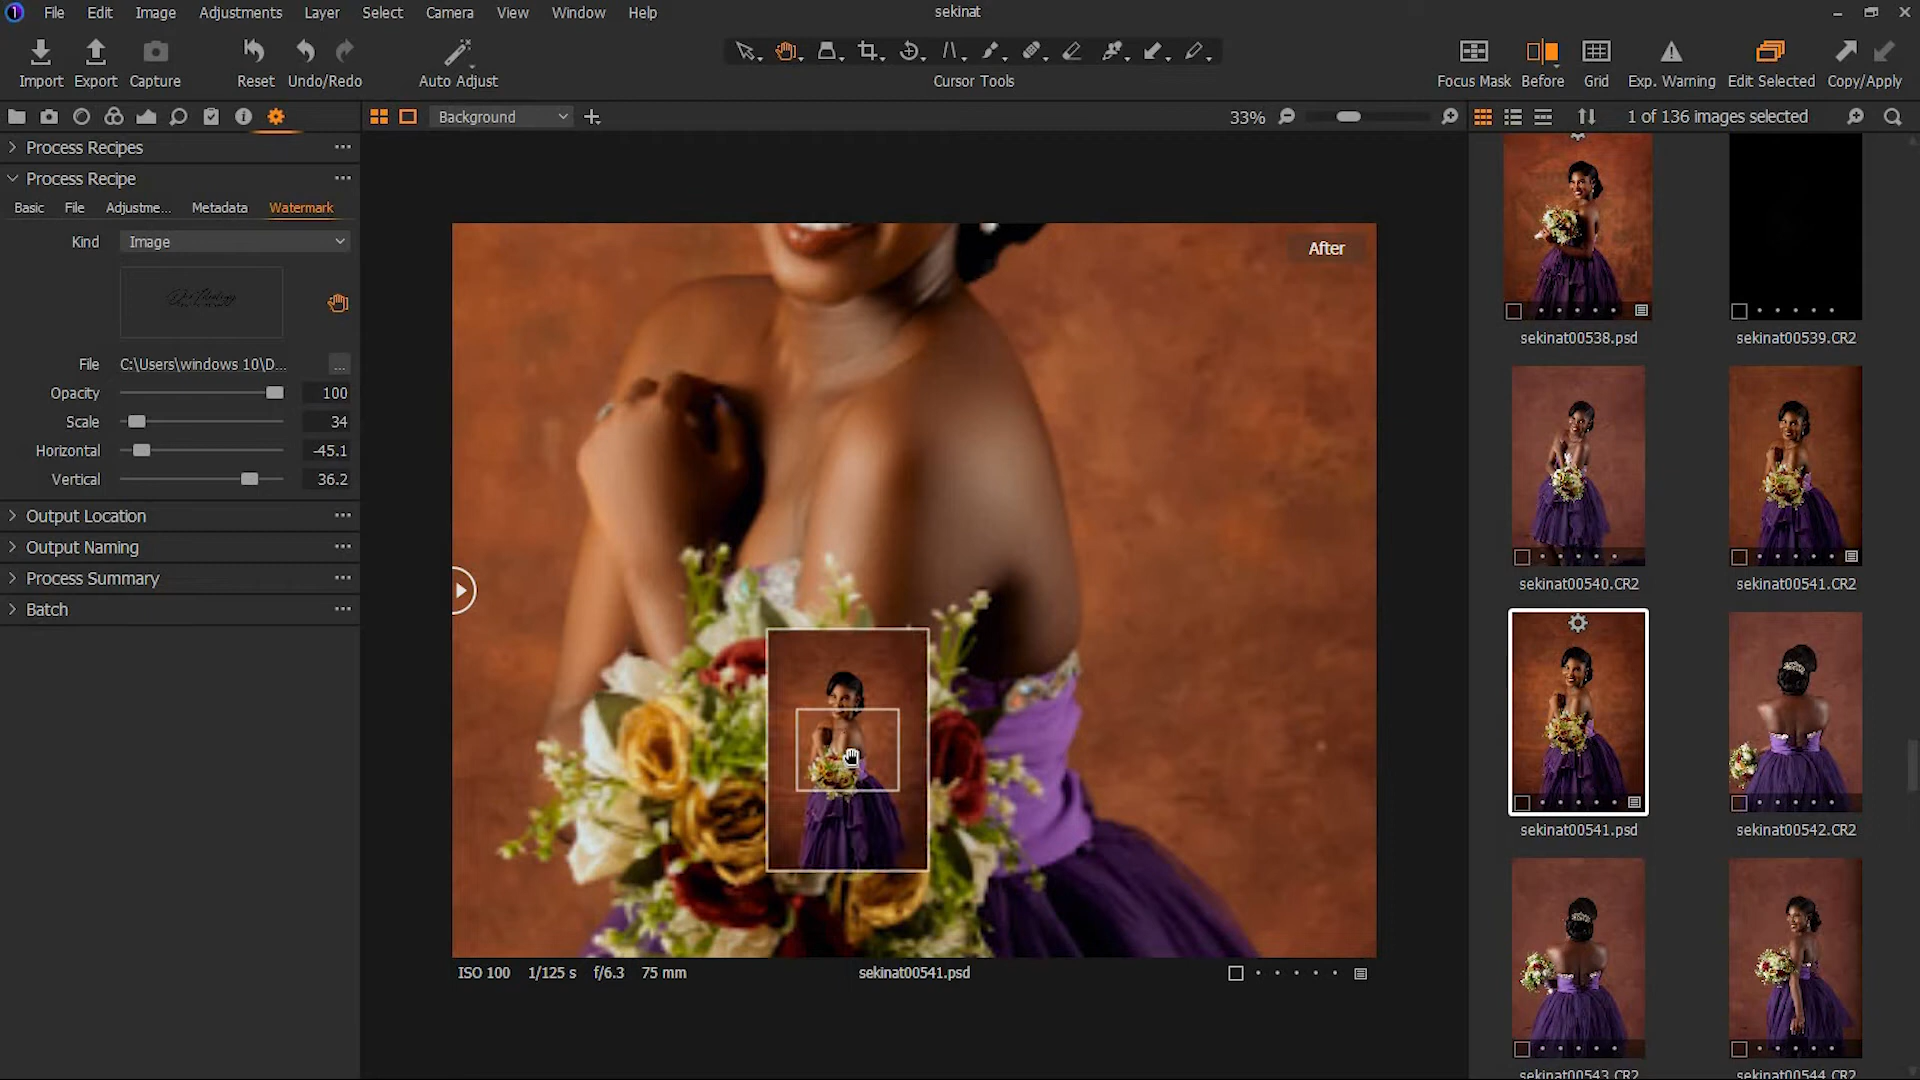 File Edit Image Adjustments Layer Select Camera View Window Help
sekinat
Import Export Capture Reset Undo/Redo Auto Adjust
Cursor Tools
Focus Mask Before Grid Exp. Warning Edit Selected Copy/Apply
Background
33%
1 of 136 images selected
Process Recipes
Process Recipe
Basic File Adjustme... Metadata Watermark
Kind Image
File C:\Users\windows 10\D... ...
Opacity 100
Scale 34
Horizontal -45.1
Vertical 36.2
Output Location
Output Naming
Process Summary
Batch
After
ISO 100 1/125 s f/6.3 75 mm
sekinat00541.psd
sekinat00538.psd
sekinat00539.CR2
sekinat00540.CR2
sekinat00541.CR2
sekinat00541.psd
sekinat00542.CR2
sekinat00543.CR2
sekinat00544.CR2